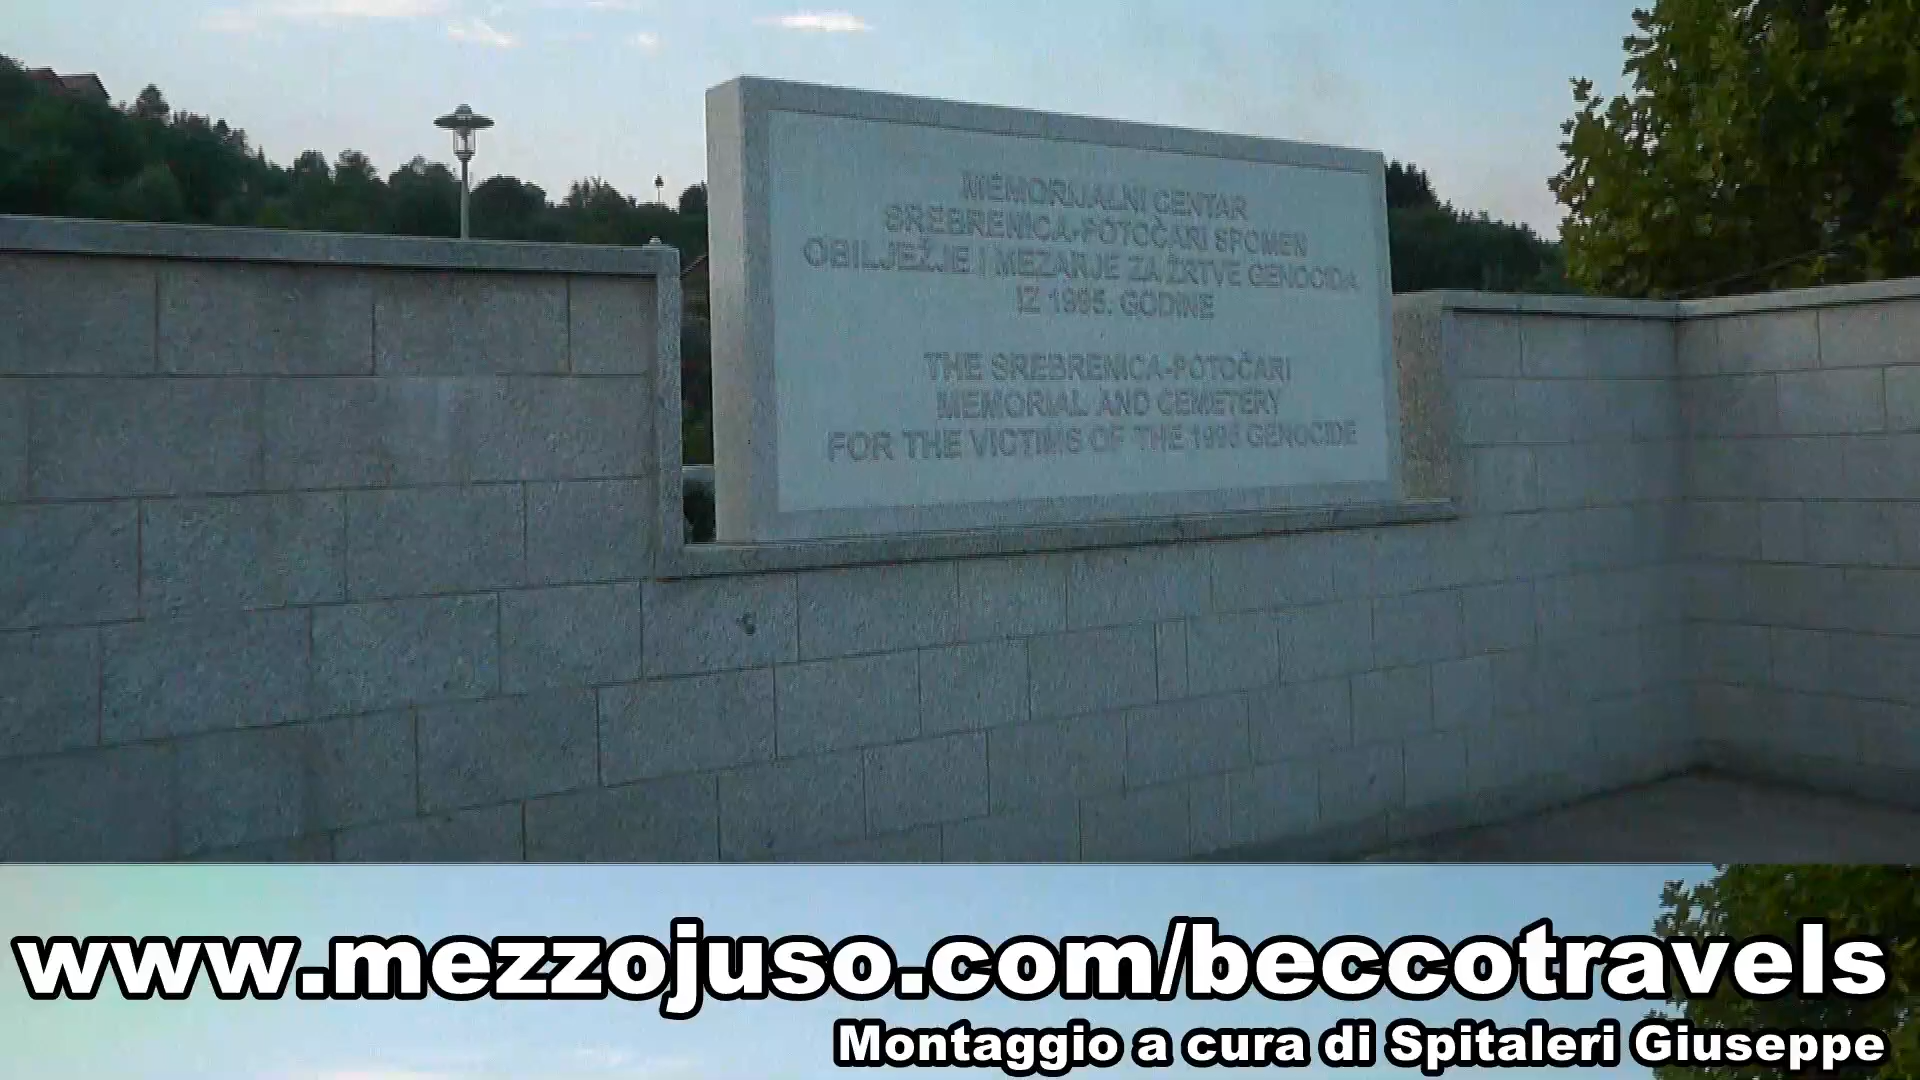 MEMORIJALNI CENTAR
SREBRENICA-POTOČARI SPOMEN
OBILJEŽJE I MEZARJE ZA ŽRTVE GENOCIDA
IZ 1995. GODINE
THE SREBRENICA-POTOČARI
MEMORIAL AND CEMETERY
FOR THE VICTIMS OF THE 1995 GENOCIDE
www.mezzojuso.com/beccotravels
Montaggio a cura di Spitaleri Giuseppe